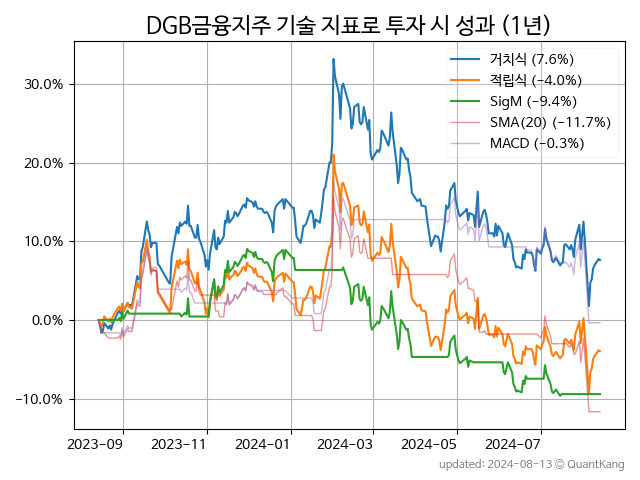 DGB금융지주 기술 지표로 투자 시 성과 (1년)
거치식 (7.6%)
적립식 (−4.0%)
SigM (−9.4%)
SMA(20) (−11.7%)
MACD (−0.3%)
30.0%
20.0%
10.0%
0.0%
−10.0%
2023-09 2023-11 2024-01 2024-03 2024-05 2024-07
updated: 2024-08-13 ⓒ QuantKang